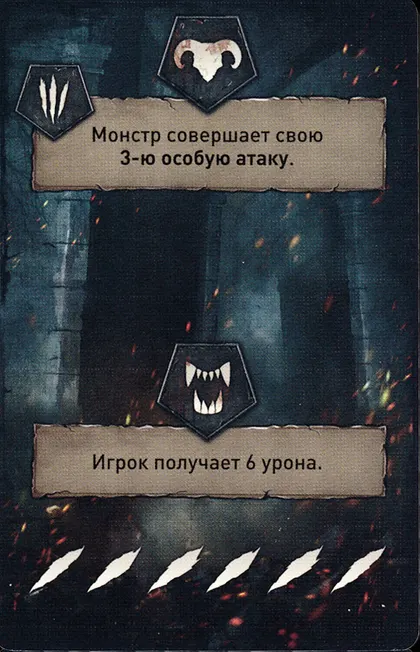 Монстр совершает свою
3-ю особую атаку.
Игрок получает 6 урона.